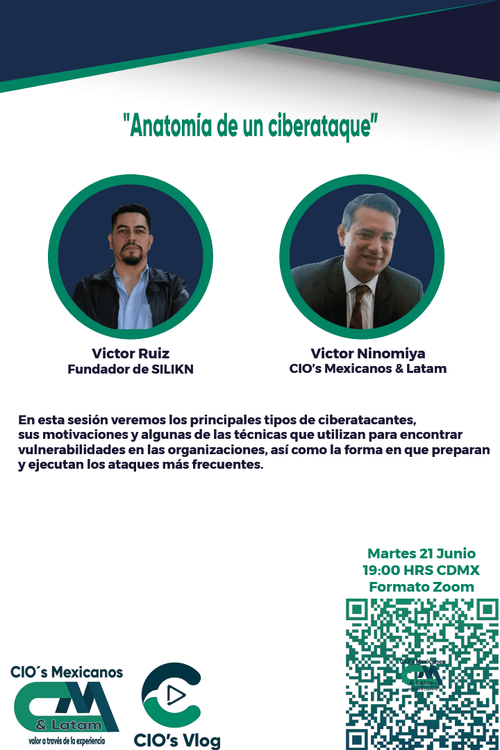 "Anatomía de un ciberataque"
Victor Ruiz
Fundador de SILIKN
Victor Ninomiya
CIO's Mexicanos & Latam
En esta sesión veremos los principales tipos de ciberatacantes,
sus motivaciones y algunas de las técnicas que utilizan para encontrar
vulnerabilidades en las organizaciones, así como la forma en que preparan
y ejecutan los ataques más frecuentes.
Martes 21 Junio
19:00 HRS CDMX
Formato Zoom
CIO´s Mexicanos
& Latam
CIO´s Mexicanos
CM
& Latam
valor a través de la experiencia
CIO's Vlog